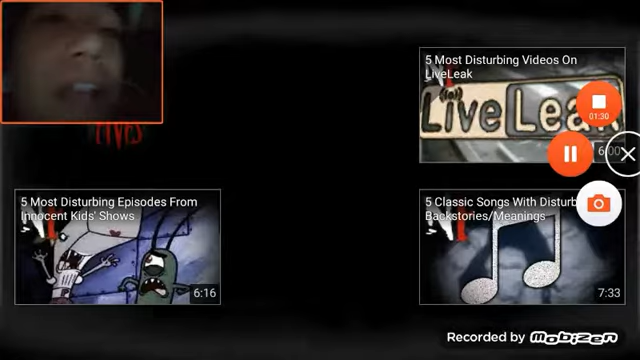 5 Most Disturbing Videos On
LiveLeak
LiveLeak
01:30
6:00
FIVES
5 Most Disturbing Episodes From
Innocent Kids' Shows
6:16
5 Classic Songs With Disturb
Backstories/Meanings
7:33
Recorded by mobizen